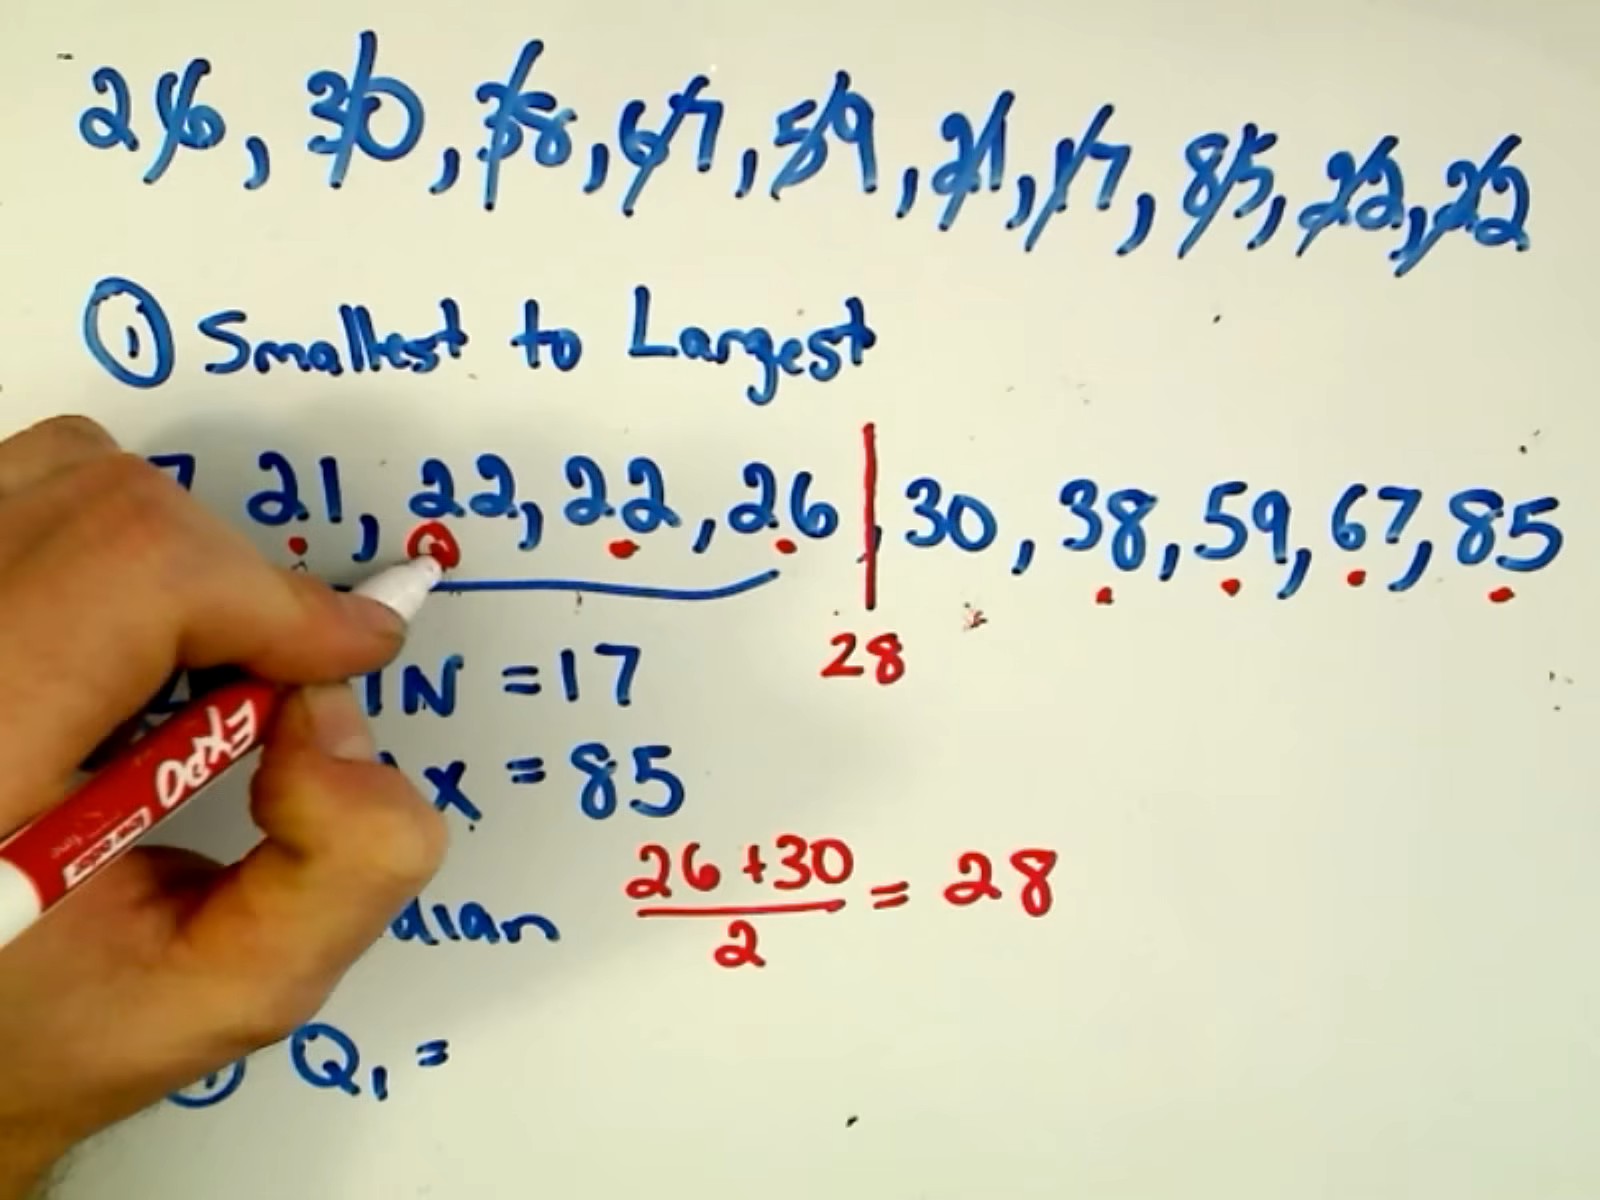 26, 30, 38, 67, 59, 21, 17, 85, 22, 22
① Smallest to Largest
7 21, 22, 22, 26, 30, 38, 59, 67, 85
28
IN = 17
x = 85
dian 26 + 30 / 2 = 28
Q1 =
EXPO